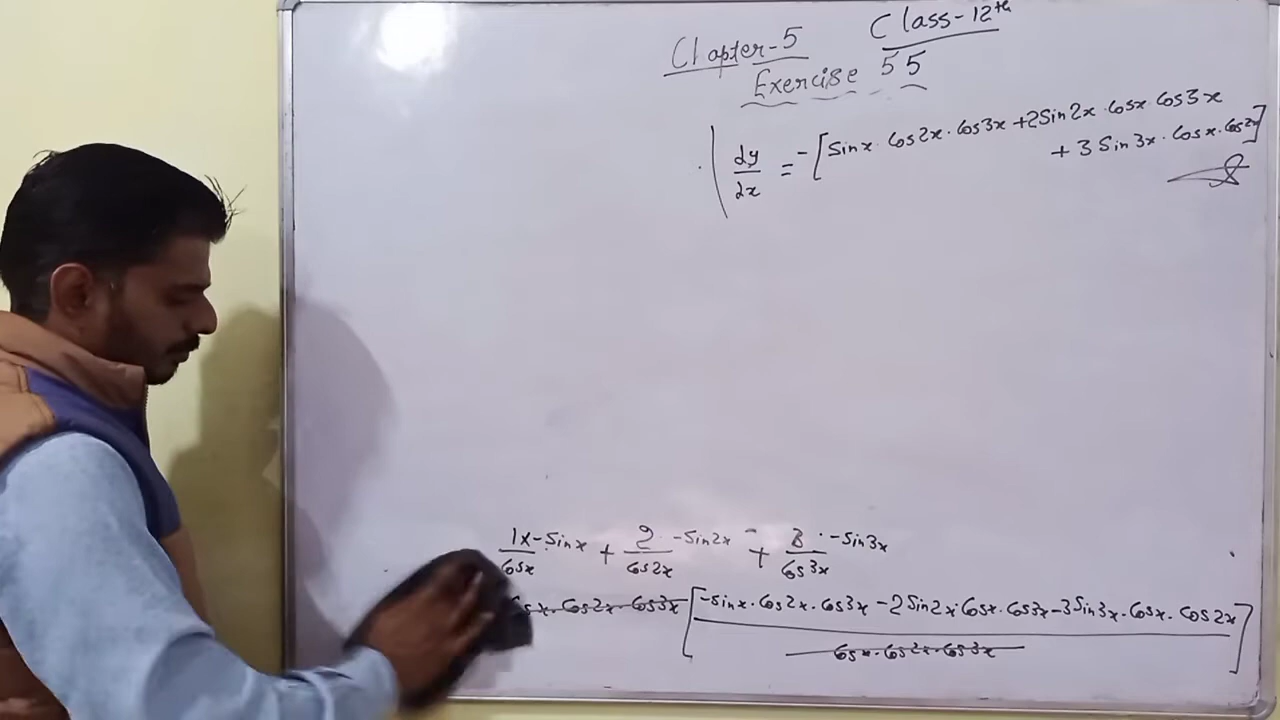 Class-12th
Chapter-5
Exercise 5 5
dy/dx = -[Sinx. Cos2x. Cos3x + 2Sin2x. Cosx. Cos3x
+ 3 Sin3x. Cosx. Cos2x]
1x-Sinx/Cosx + 2. -Sin2x/Cos2x + 3. -Sin3x/Cos3x
Cos2x. Cos3x [-Sinx. Cos2x. Cos3x - 2Sin2x. Cosx. Cos3x - 3Sin3x. Cosx. Cos2x / Cosx. Cos2x. Cos3x]